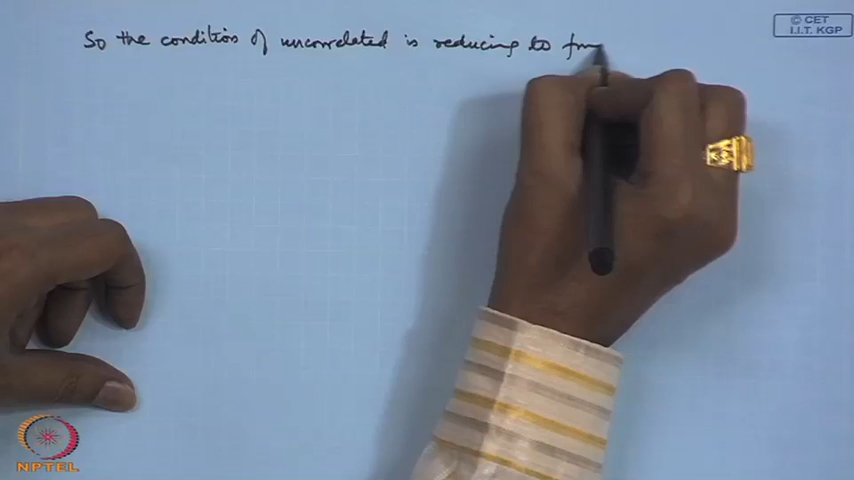 So the condition of uncorrelated is reducing to
© CET
I.I.T. KGP
NPTEL